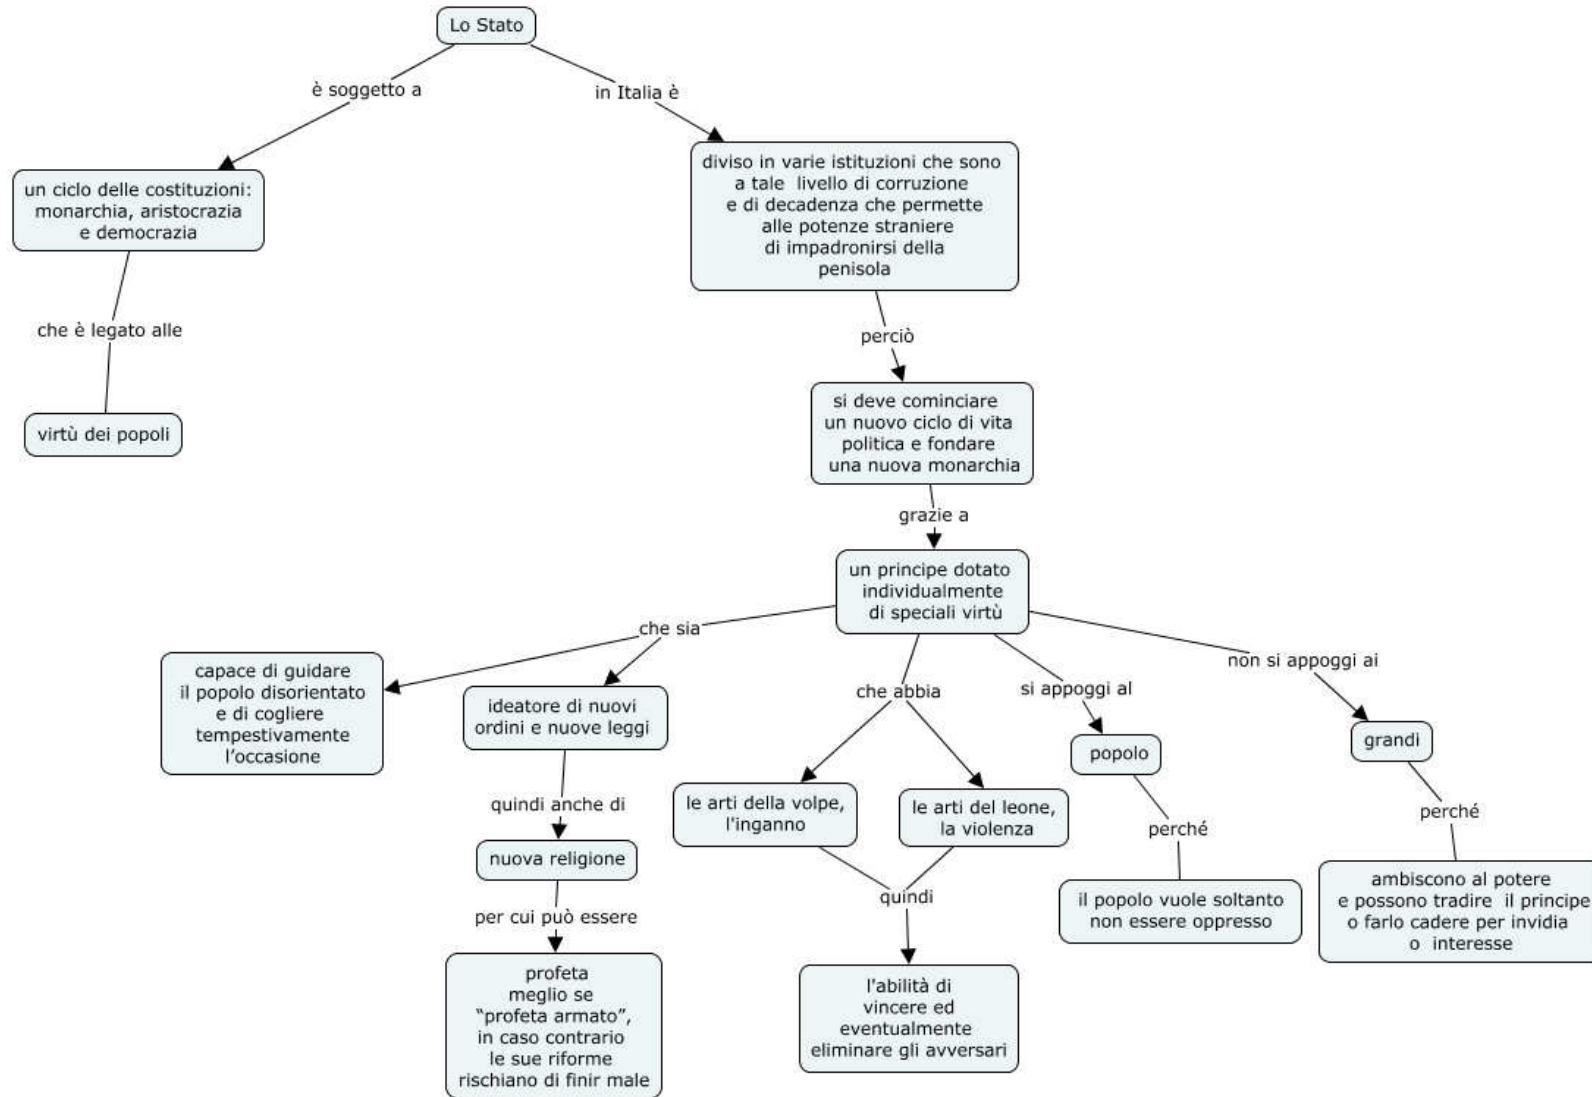 Lo Stato
è soggetto a
in Italia è
un ciclo delle costituzioni:
monarchia, aristocrazia
e democrazia
diviso in varie istituzioni che sono
a tale livello di corruzione
e di decadenza che permette
alle potenze straniere
di impadronirsi della
penisola
che è legato alle
perciò
virtù dei popoli
si deve cominciare
un nuovo ciclo di vita
politica e fondare
una nuova monarchia
grazie a
un principe dotato
individualmente
di speciali virtù
che sia
capace di guidare
il popolo disorientato
e di cogliere
tempestivamente
l'occasione
ideatore di nuovi
ordini e nuove leggi
che abbia
si appoggi al
non si appoggi ai
popolo
grandi
quindi anche di
le arti della volpe,
l'inganno
le arti del leone,
la violenza
perché
perché
nuova religione
quindi
il popolo vuole soltanto
non essere oppresso
ambiscono al potere
e possono tradire il principe
o farlo cadere per invidia
o interesse
per cui può essere
profeta
meglio se
“profeta armato”,
in caso contrario
le sue riforme
rischiano di finir male
l'abilità di
vincere ed
eventualmente
eliminare gli avversari